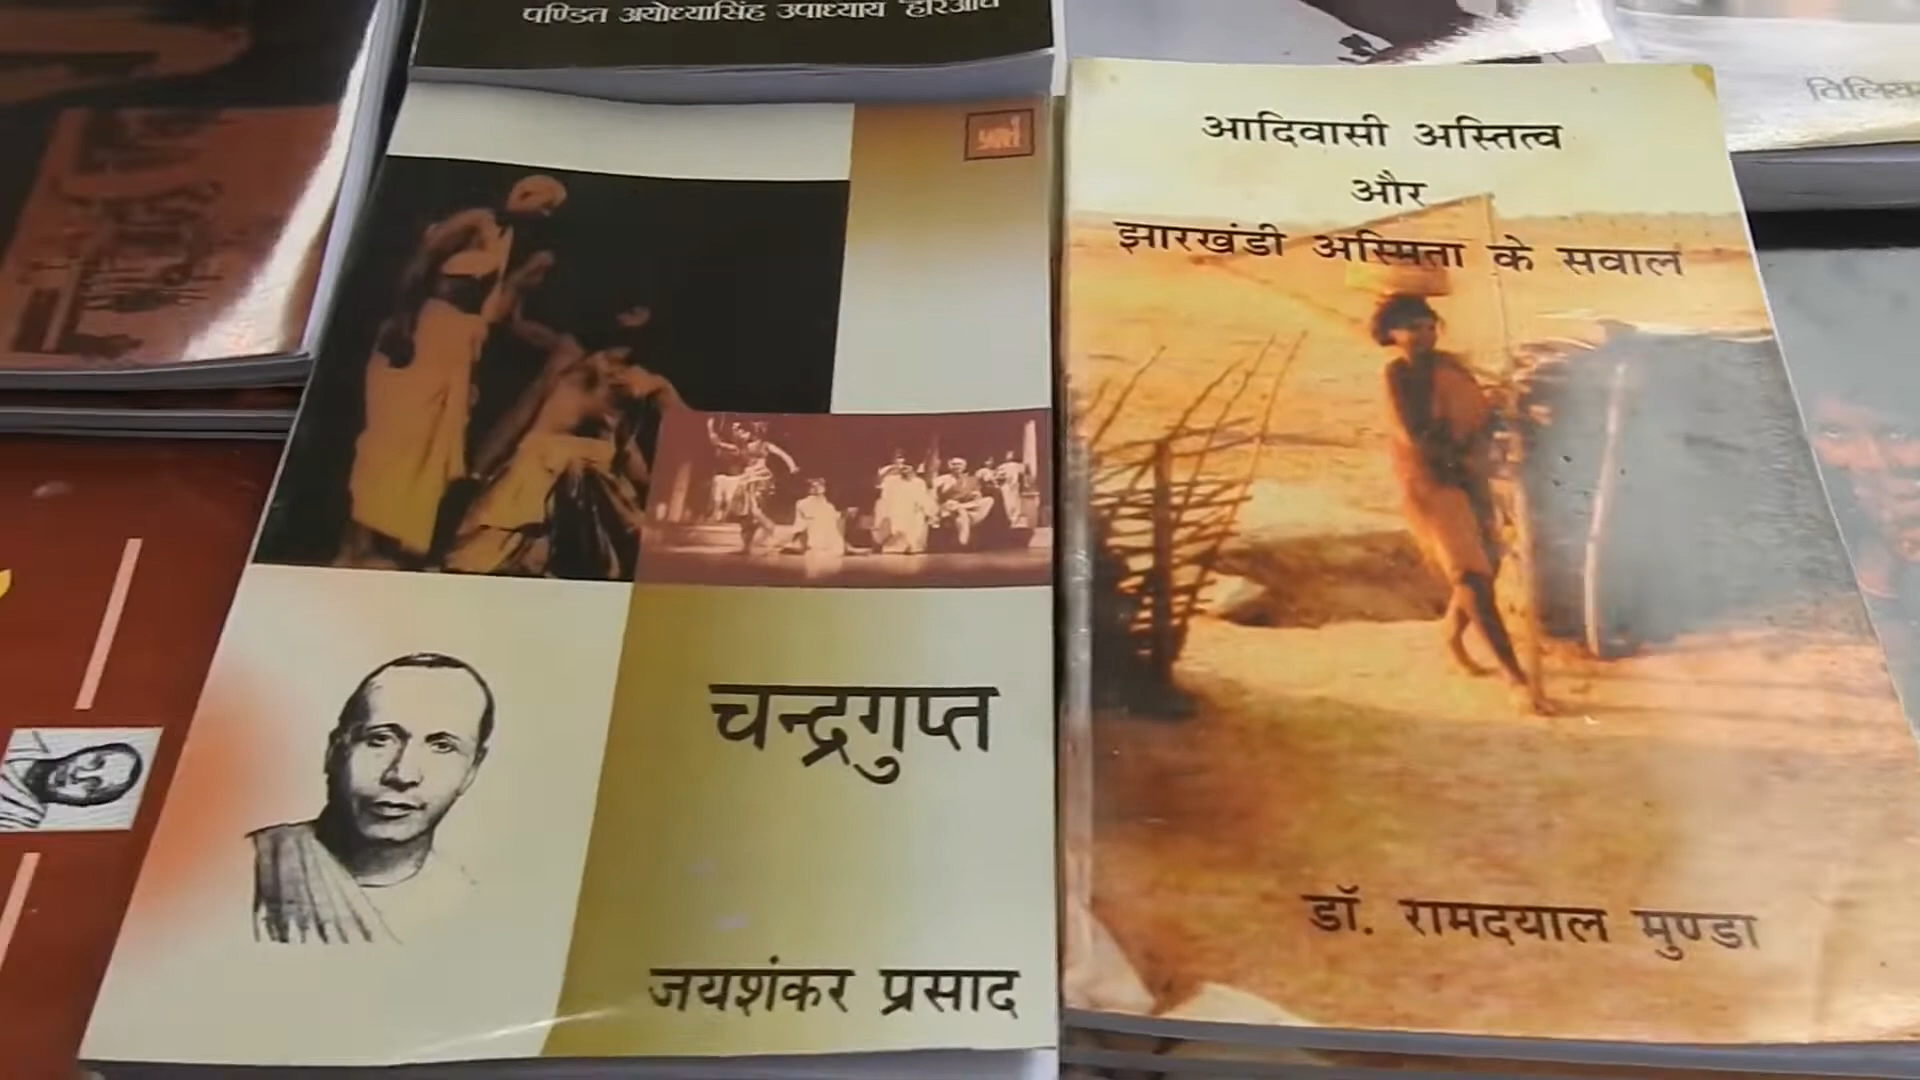 पण्डित अयोध्यासिंह उपाध्याय 'हरिऔध'
चन्द्रगुप्त
जयशंकर प्रसाद
आदिवासी अस्तित्व
और
झारखंडी अस्मिता के सवाल
डॉ. रामदयाल मुण्डा